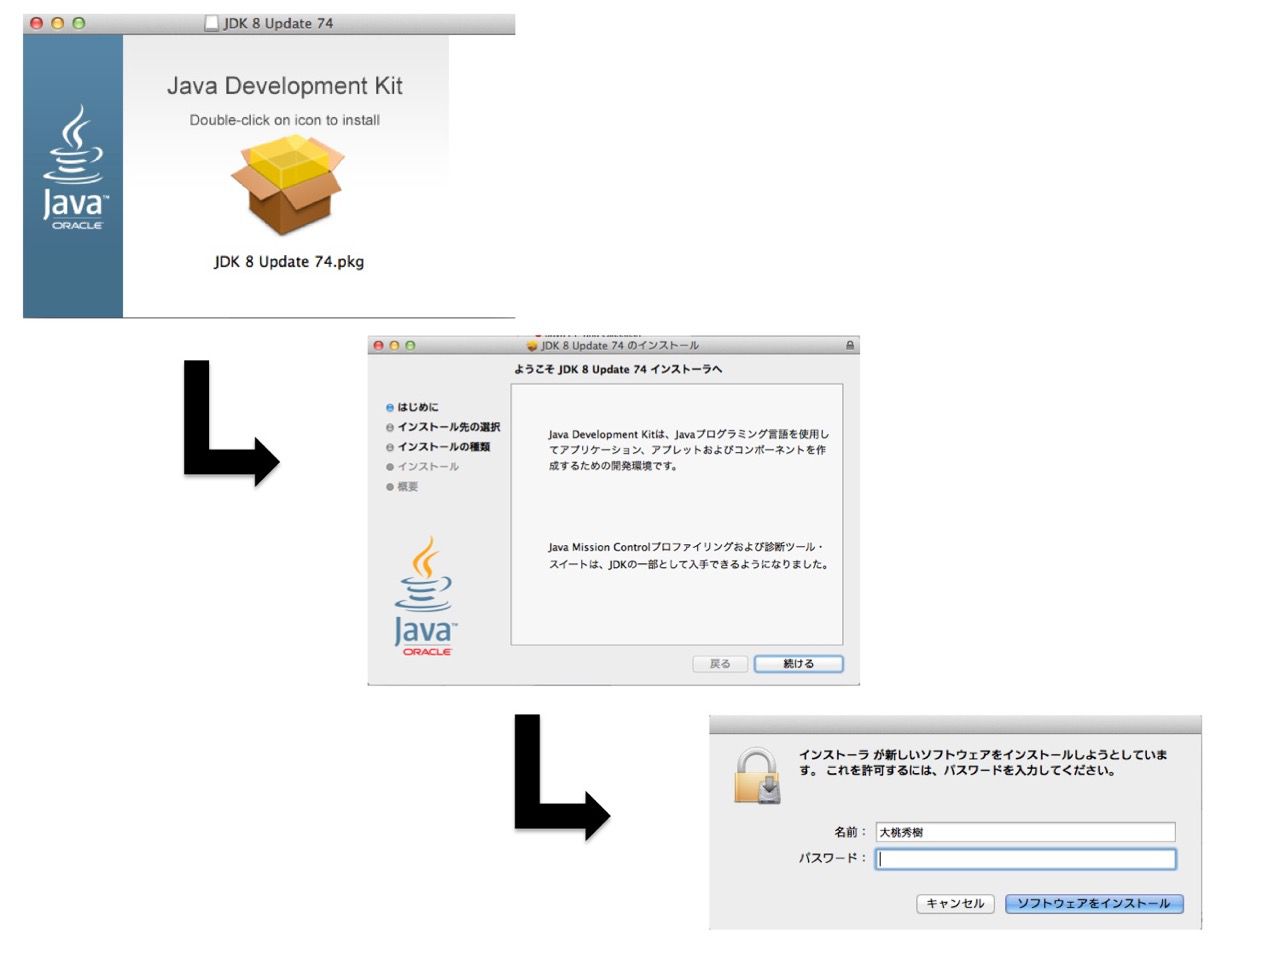 JDK 8 Update 74
Java Development Kit
Double-click on icon to install
Java™
ORACLE
JDK 8 Update 74.pkg
JDK 8 Update 74 のインストール
ようこそ JDK 8 Update 74 インストーラへ
はじめに
インストール先の選択
インストールの種類
インストール
概要
Java Development Kitは、Javaプログラミング言語を使用し
てアプリケーション、アプレットおよびコンポーネントを作
成するための開発環境です。
Java Mission Controlプロファイリングおよび診断ツール・
スイートは、JDKの一部として入手できるようになりました。
Java™
ORACLE
戻る
続ける
インストーラ が新しいソフトウェアをインストールしようとしていま
す。 これを許可するには、パスワードを入力してください。
名前：
大桃秀樹
パスワード：
キャンセル
ソフトウェアをインストール